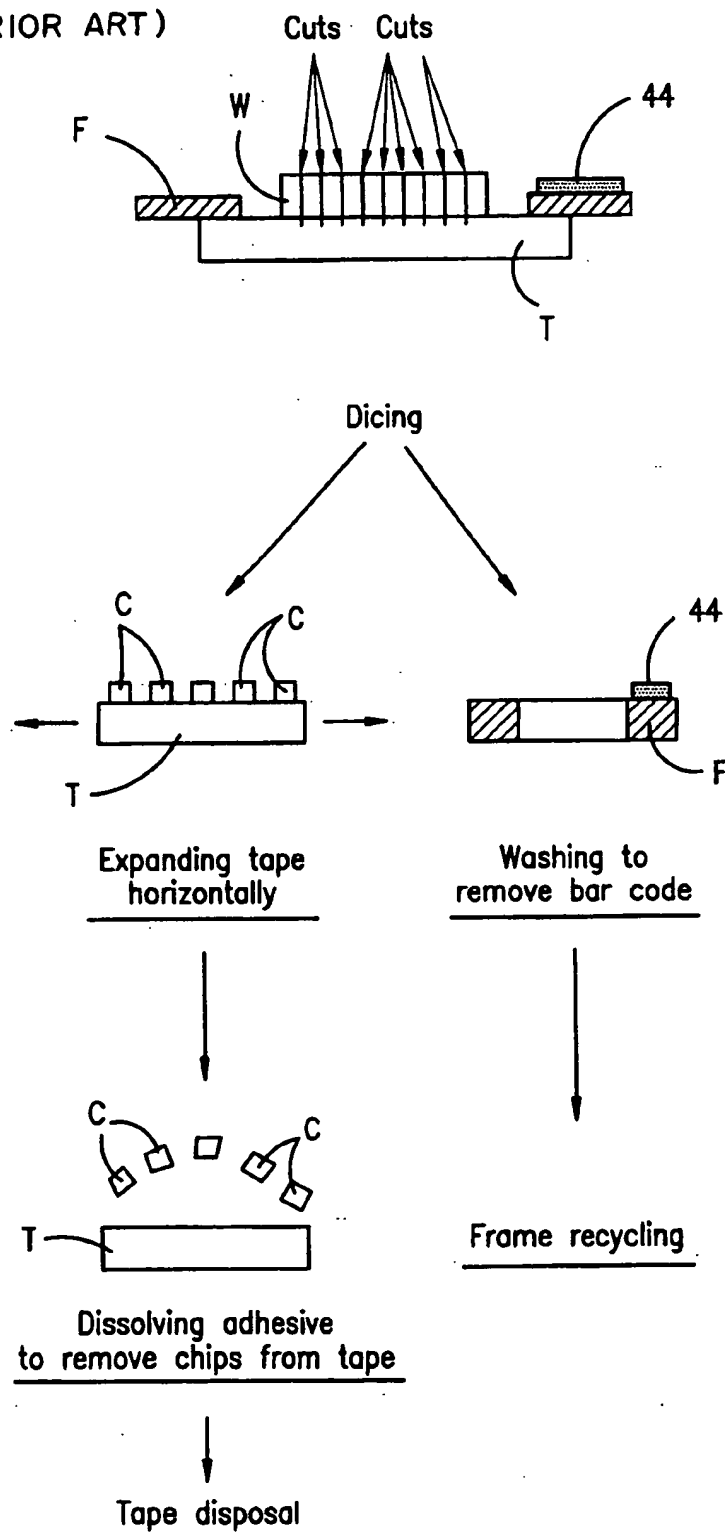 RIOR ART)
Cuts Cuts
W
44
F
T
Dicing
C
C
44
T
F
Expanding tape
horizontally
Washing to
remove bar code
C
C
T
Frame recycling
Dissolving adhesive
to remove chips from tape
Tape disposal